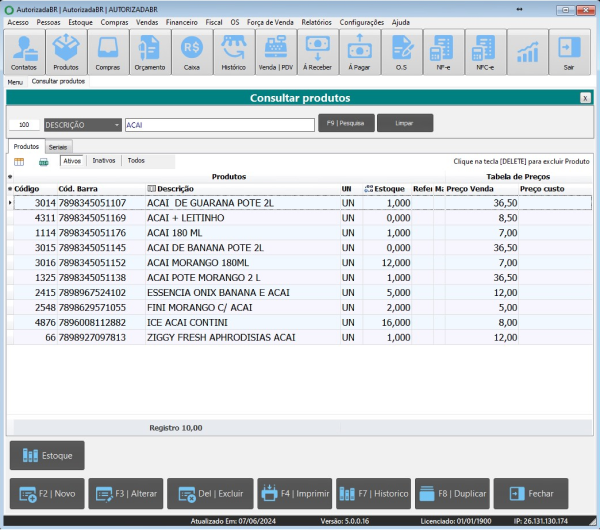 AutorizadaBR | AutorizadaBR | AUTORIZADABR
Acesso Pessoas Estoque Compras Vendas Financeiro Fiscal OS Força de Venda Relatórios Configurações Ajuda
Contatos Produtos Compras Orçamento Caixa Histórico Venda | PDV Á Receber Á Pagar O.S NF-e NFC-e Sair
Menu Consultar produtos
Consultar produtos X
100 DESCRIÇÃO ACAI F9 | Pesquisa Limpar
Produtos Seriais
Ativos Inativos Todos Clique na tecla [DELETE] para excluir Produto
Produtos Tabela de Preços
Código Cód. Barra Descrição UN Estoque Refer Ma Preço Venda Preço custo
3014 7898345051107 ACAI DE GUARANA POTE 2L UN 1,000 36,50
4311 7898345051169 ACAI + LEITINHO UN 0,000 8,50
1114 7898345051176 ACAI 180 ML UN 1,000 7,00
3015 7898345051145 ACAI DE BANANA POTE 2L UN 0,000 36,50
3016 7898345051152 ACAI MORANGO 180ML UN 12,000 7,00
1325 7898345051138 ACAI POTE MORANGO 2 L UN 1,000 36,50
2415 7898967524102 ESSENCIA ONIX BANANA E ACAI UN 5,000 12,00
2548 7898629571055 FINI MORANGO C/ ACAI UN 2,000 5,00
4876 7896008112882 ICE ACAI CONTINI UN 16,000 8,00
66 7898927097813 ZIGGY FRESH APHRODISIAS ACAI UN 1,000 12,00
Registro 10,00
Estoque
F2 | Novo F3 | Alterar Del | Excluir F4 | Imprimir F7 | Historico F8 | Duplicar Fechar
Atualizado Em: 07/06/2024 Versão: 5.0.0.16 Licenciado: 01/01/1900 IP: 26.131.130.174